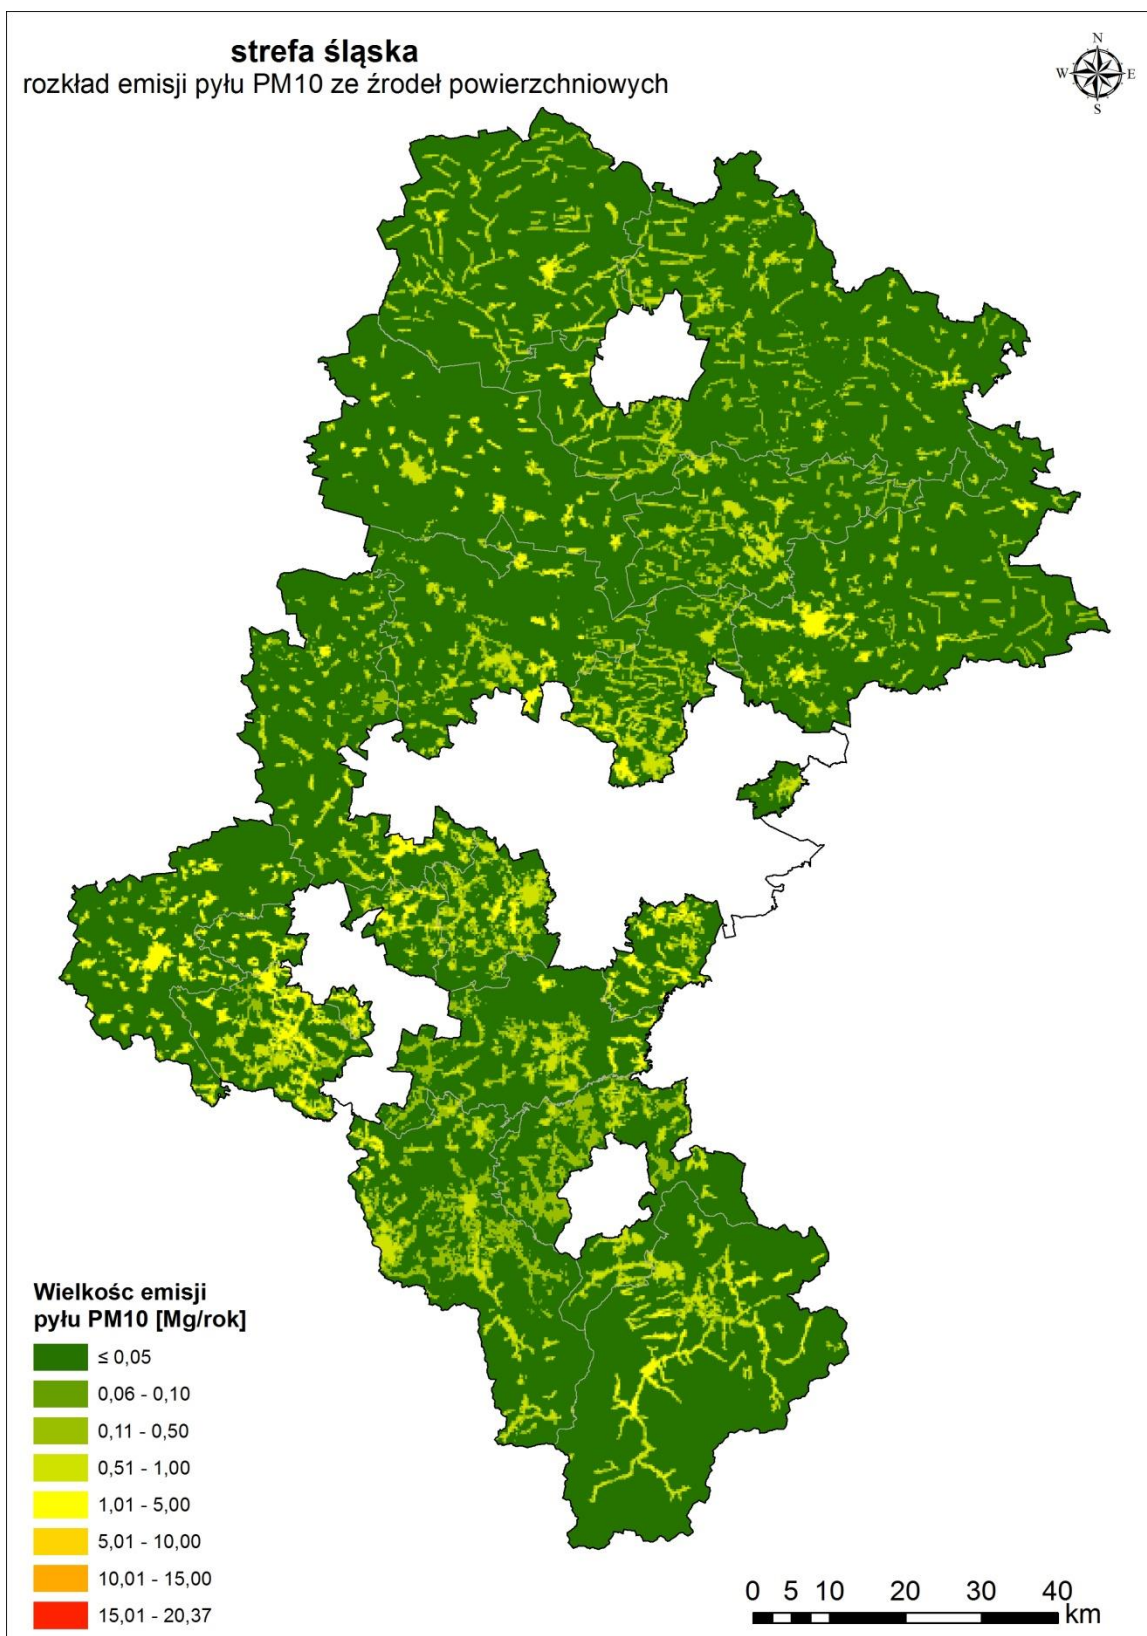 strefa śląska
rozkład emisji pyłu PM10 ze źrodeł powierzchniowych
N
W E
S
Wielkośc emisji
pyłu PM10 [Mg/rok]
≤ 0,05
0,06 - 0,10
0,11 - 0,50
0,51 - 1,00
1,01 - 5,00
5,01 - 10,00
10,01 - 15,00
15,01 - 20,37
0 5 10 20 30 40
km